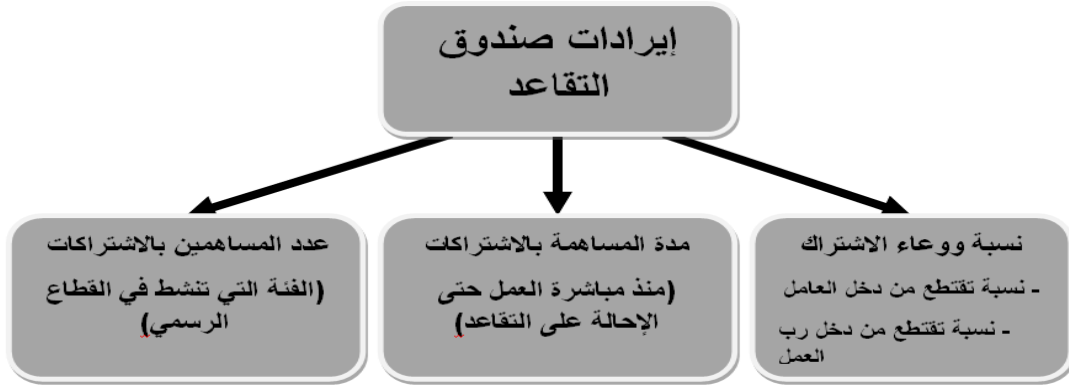 إيرادات صندوق
التقاعد
نسبة ووعاء الاشتراك
- نسبة تقتطع من دخل العامل
- نسبة تقتطع من دخل رب
العمل
مدة المساهمة بالاشتراكات
(منذ مباشرة العمل حتى
الإحالة على التقاعد)
عدد المساهمين بالاشتراكات
(الفئة التي تنشط في القطاع
الرسمي)